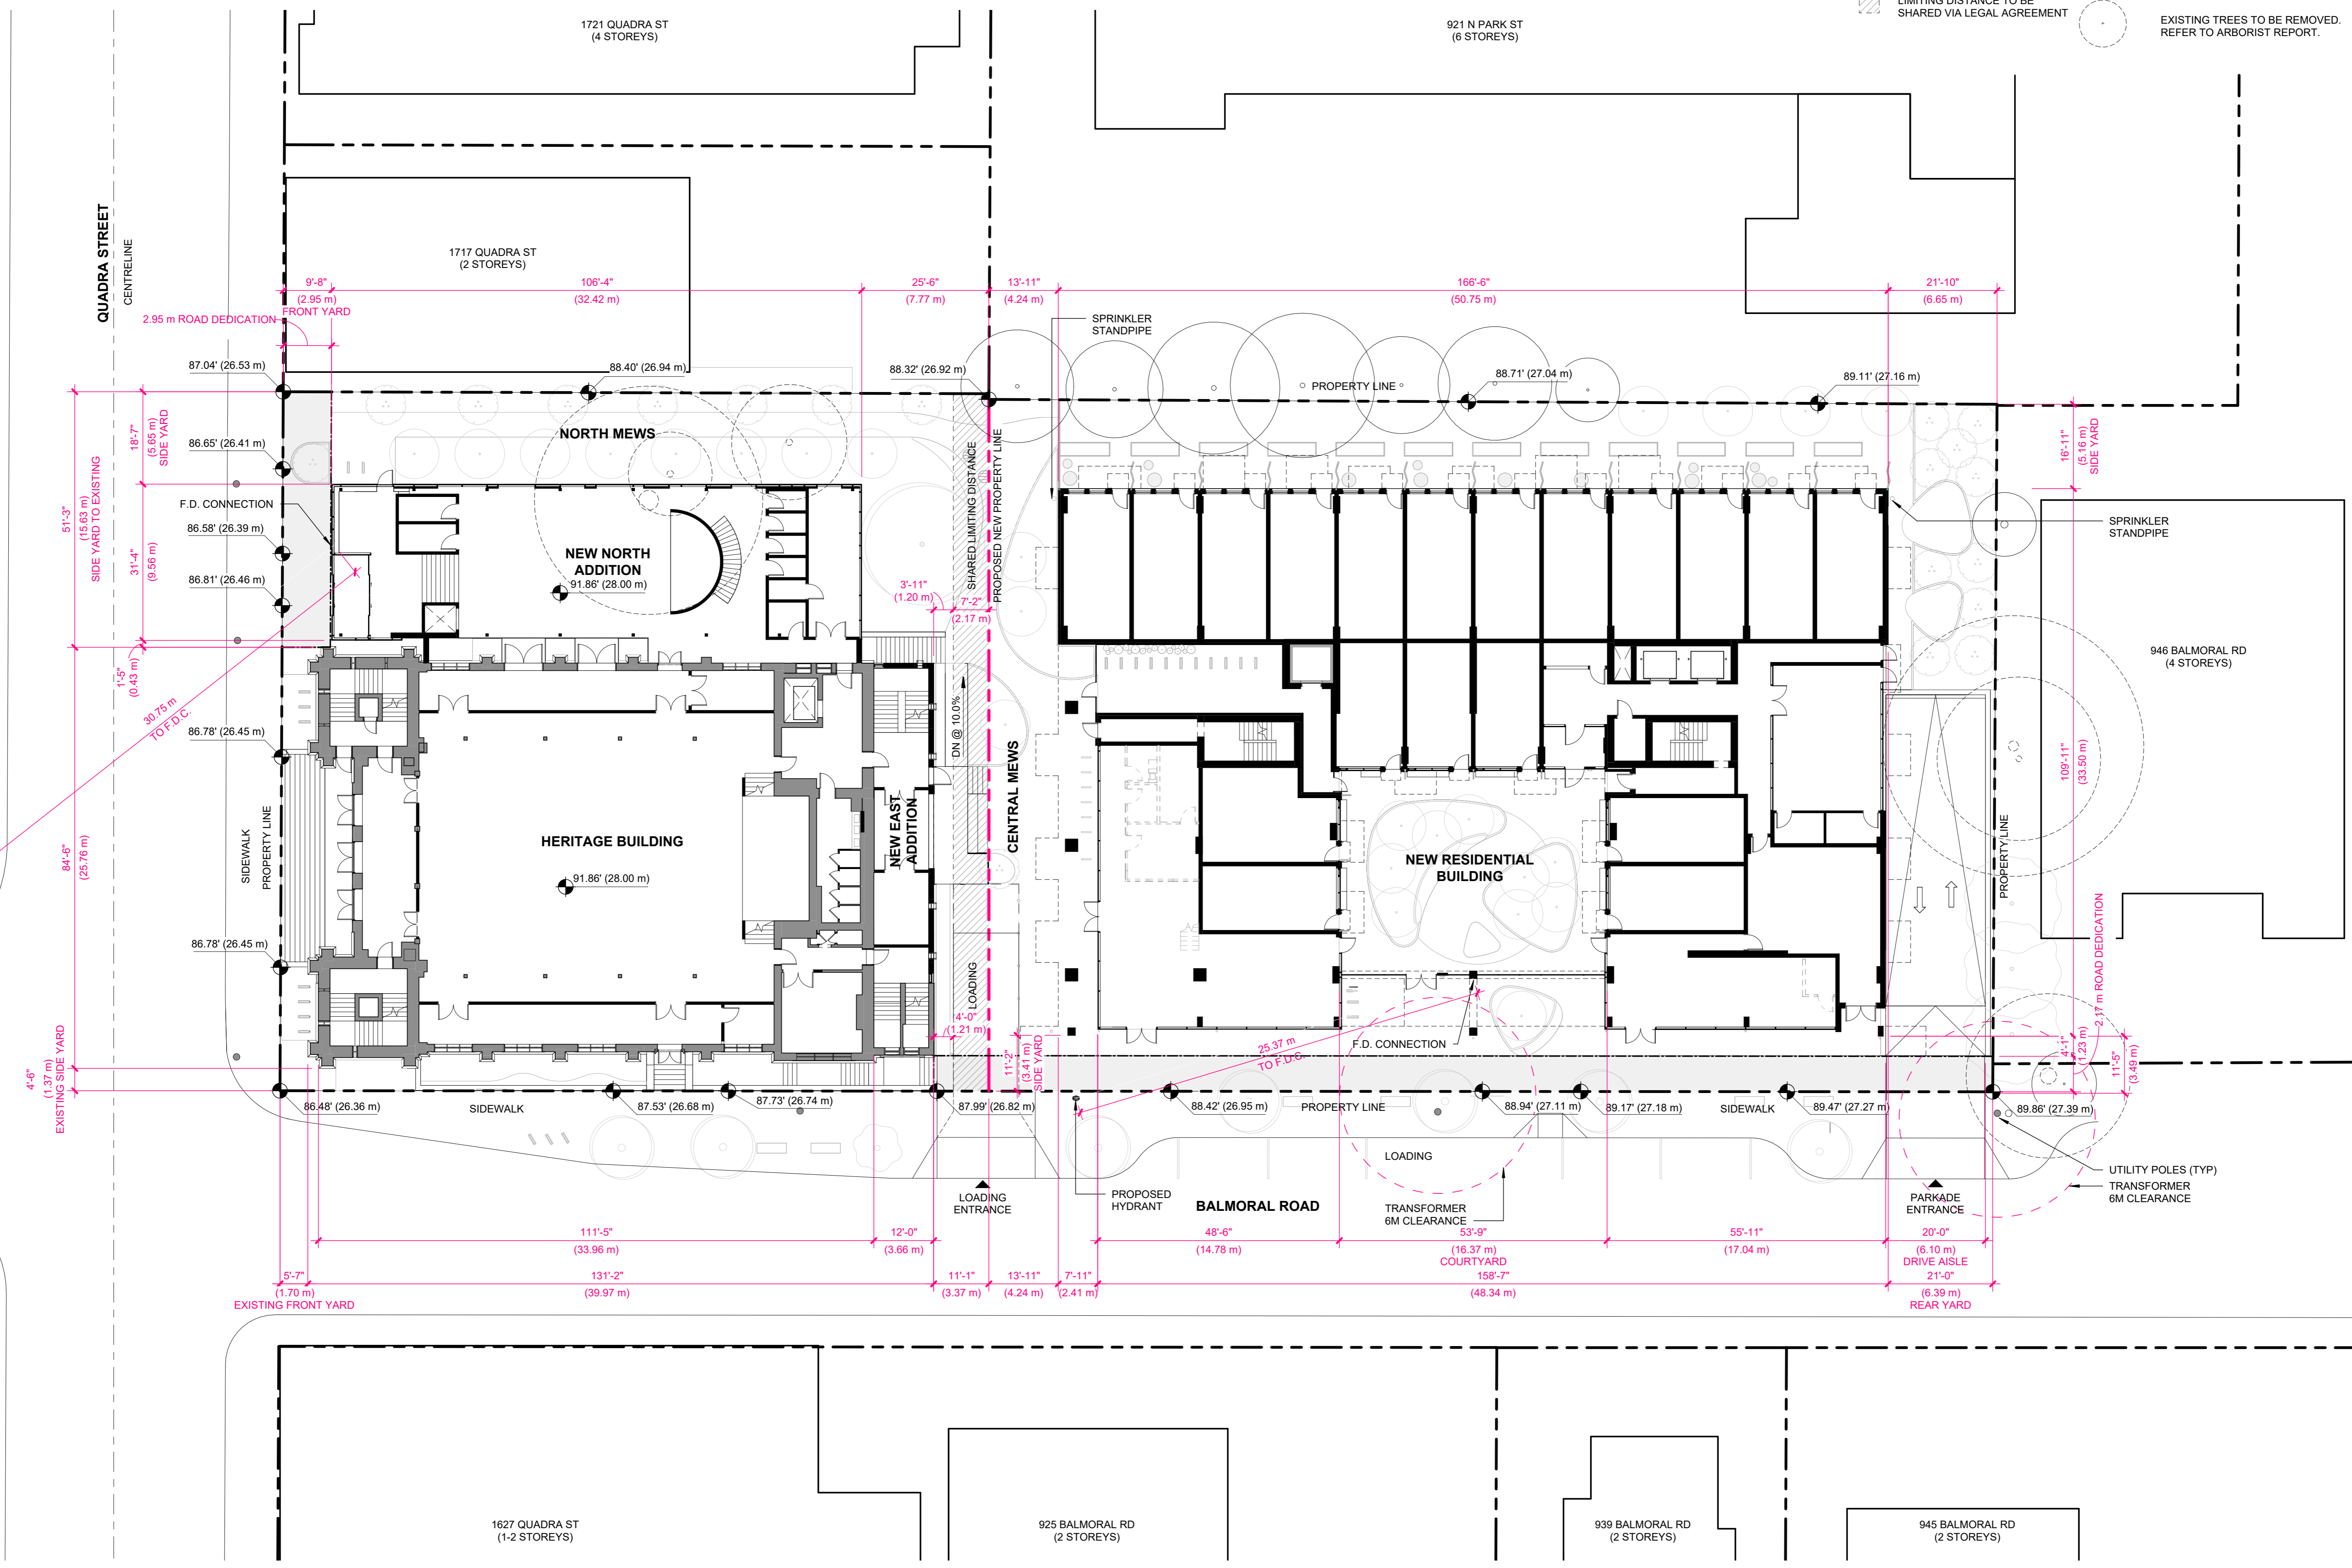 1721 QUADRA ST
(4 STOREYS)
921 N PARK ST
(6 STOREYS)
LIMITING DISTANCE TO BE
SHARED VIA LEGAL AGREEMENT
EXISTING TREES TO BE REMOVED.
REFER TO ARBORIST REPORT.
QUADRA STREET
CENTRELINE
1717 QUADRA ST
(2 STOREYS)
9'-8"
(2.95 m)
FRONT YARD
106'-4"
(32.42 m)
25'-6"
(7.77 m)
13'-11"
(4.24 m)
166'-6"
(50.75 m)
21'-10"
(6.65 m)
2.95 m ROAD DEDICATION
SPRINKLER
STANDPIPE
87.04' (26.53 m)
88.40' (26.94 m)
88.32' (26.92 m)
PROPERTY LINE
88.71' (27.04 m)
89.11' (27.16 m)
18'-7"
(5.65 m)
SIDE YARD
NORTH MEWS
86.65' (26.41 m)
16'-11"
(5.16 m)
SIDE YARD
51'-3"
(15.63 m)
SIDE YARD TO EXISTING
F.D. CONNECTION
86.58' (26.39 m)
31'-4"
(9.56 m)
NEW NORTH
ADDITION
91.86' (28.00 m)
86.81' (26.46 m)
SHARED LIMITING DISTANCE
PROPOSED NEW PROPERTY LINE
3'-11"
(1.20 m)
7'-2"
(2.17 m)
SPRINKLER
STANDPIPE
946 BALMORAL RD
(4 STOREYS)
1'-5"
(0.43 m)
30.75 m
TO F.D.C.
86.78' (26.45 m)
DN @ 10.0%
CENTRAL MEWS
109'-11"
(33.50 m)
84'-6"
(25.76 m)
SIDEWALK
PROPERTY LINE
HERITAGE BUILDING
91.86' (28.00 m)
NEW EAST
ADDITION
NEW RESIDENTIAL
BUILDING
PROPERTY LINE
86.78' (26.45 m)
LOADING
4'-0"
(1.21 m)
11'-2"
(3.41 m)
SIDE YARD
25.37 m
TO F.D.C.
F.D. CONNECTION
2.17 m ROAD DEDICATION
4'-1"
(1.23 m)
11'-5"
(3.49 m)
4'-6"
(1.37 m)
EXISTING SIDE YARD
86.48' (26.36 m)
SIDEWALK
87.53' (26.68 m)
87.73' (26.74 m)
87.99' (26.82 m)
88.42' (26.95 m)
PROPERTY LINE
88.94' (27.11 m)
89.17' (27.18 m)
SIDEWALK
89.47' (27.27 m)
89.86' (27.39 m)
LOADING
LOADING
ENTRANCE
PROPOSED
HYDRANT
BALMORAL ROAD
TRANSFORMER
6M CLEARANCE
PARKADE
ENTRANCE
UTILITY POLES (TYP)
TRANSFORMER
6M CLEARANCE
111'-5"
(33.96 m)
12'-0"
(3.66 m)
48'-6"
(14.78 m)
53'-9"
(16.37 m)
COURTYARD
55'-11"
(17.04 m)
20'-0"
(6.10 m)
DRIVE AISLE
5'-7"
(1.70 m)
EXISTING FRONT YARD
131'-2"
(39.97 m)
11'-1"
(3.37 m)
13'-11"
(4.24 m)
7'-11"
(2.41 m)
158'-7"
(48.34 m)
21'-0"
(6.39 m)
REAR YARD
1627 QUADRA ST
(1-2 STOREYS)
925 BALMORAL RD
(2 STOREYS)
939 BALMORAL RD
(2 STOREYS)
945 BALMORAL RD
(2 STOREYS)